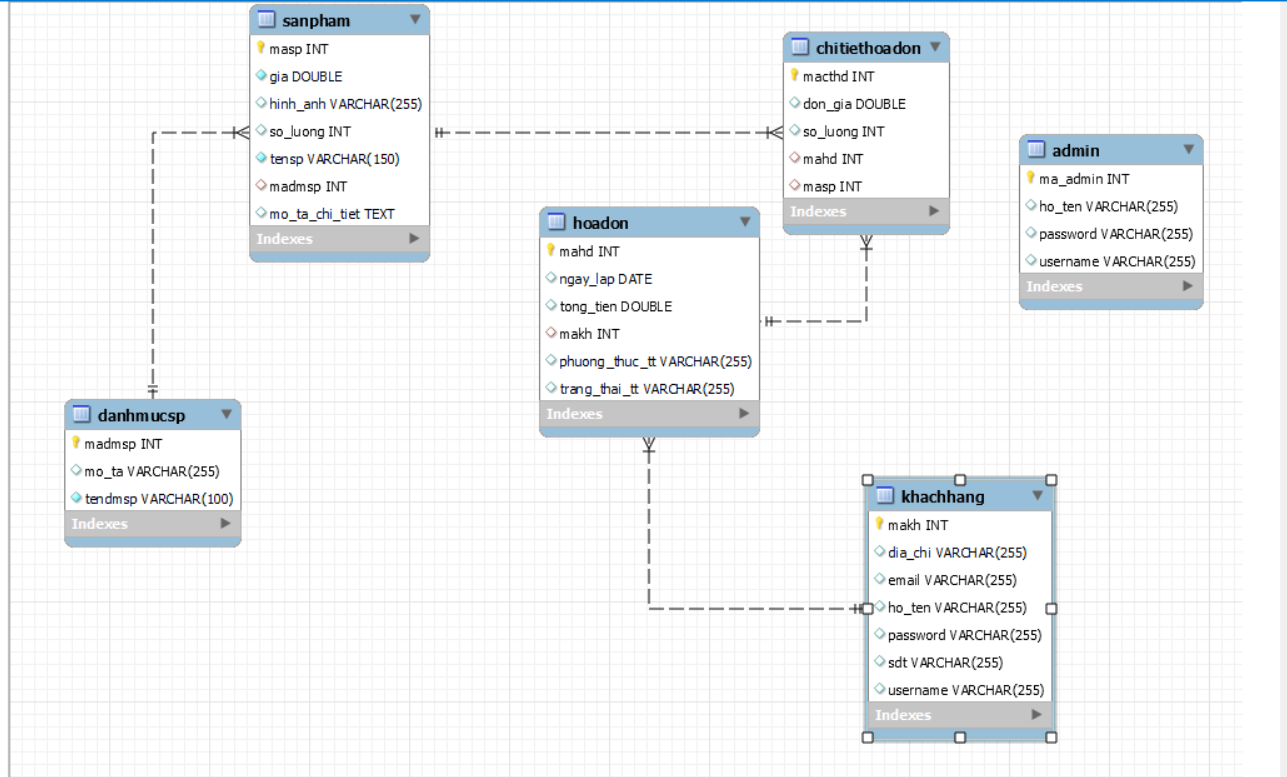 sanpham
masp INT
gia DOUBLE
hinh_anh VARCHAR(255)
so_luong INT
tensp VARCHAR(150)
madmsp INT
mo_ta_chi_tiet TEXT
Indexes
chitiethoadon
macthd INT
don_gia DOUBLE
so_luong INT
mahd INT
masp INT
Indexes
admin
ma_admin INT
ho_ten VARCHAR(255)
password VARCHAR(255)
username VARCHAR(255)
Indexes
hoadon
mahd INT
ngay_lap DATE
tong_tien DOUBLE
makh INT
phuong_thuc_tt VARCHAR(255)
trang_thai_tt VARCHAR(255)
Indexes
danhmucsp
madmsp INT
mo_ta VARCHAR(255)
tendmsp VARCHAR(100)
Indexes
khachhang
makh INT
dia_chi VARCHAR(255)
email VARCHAR(255)
ho_ten VARCHAR(255)
password VARCHAR(255)
sdt VARCHAR(255)
username VARCHAR(255)
Indexes